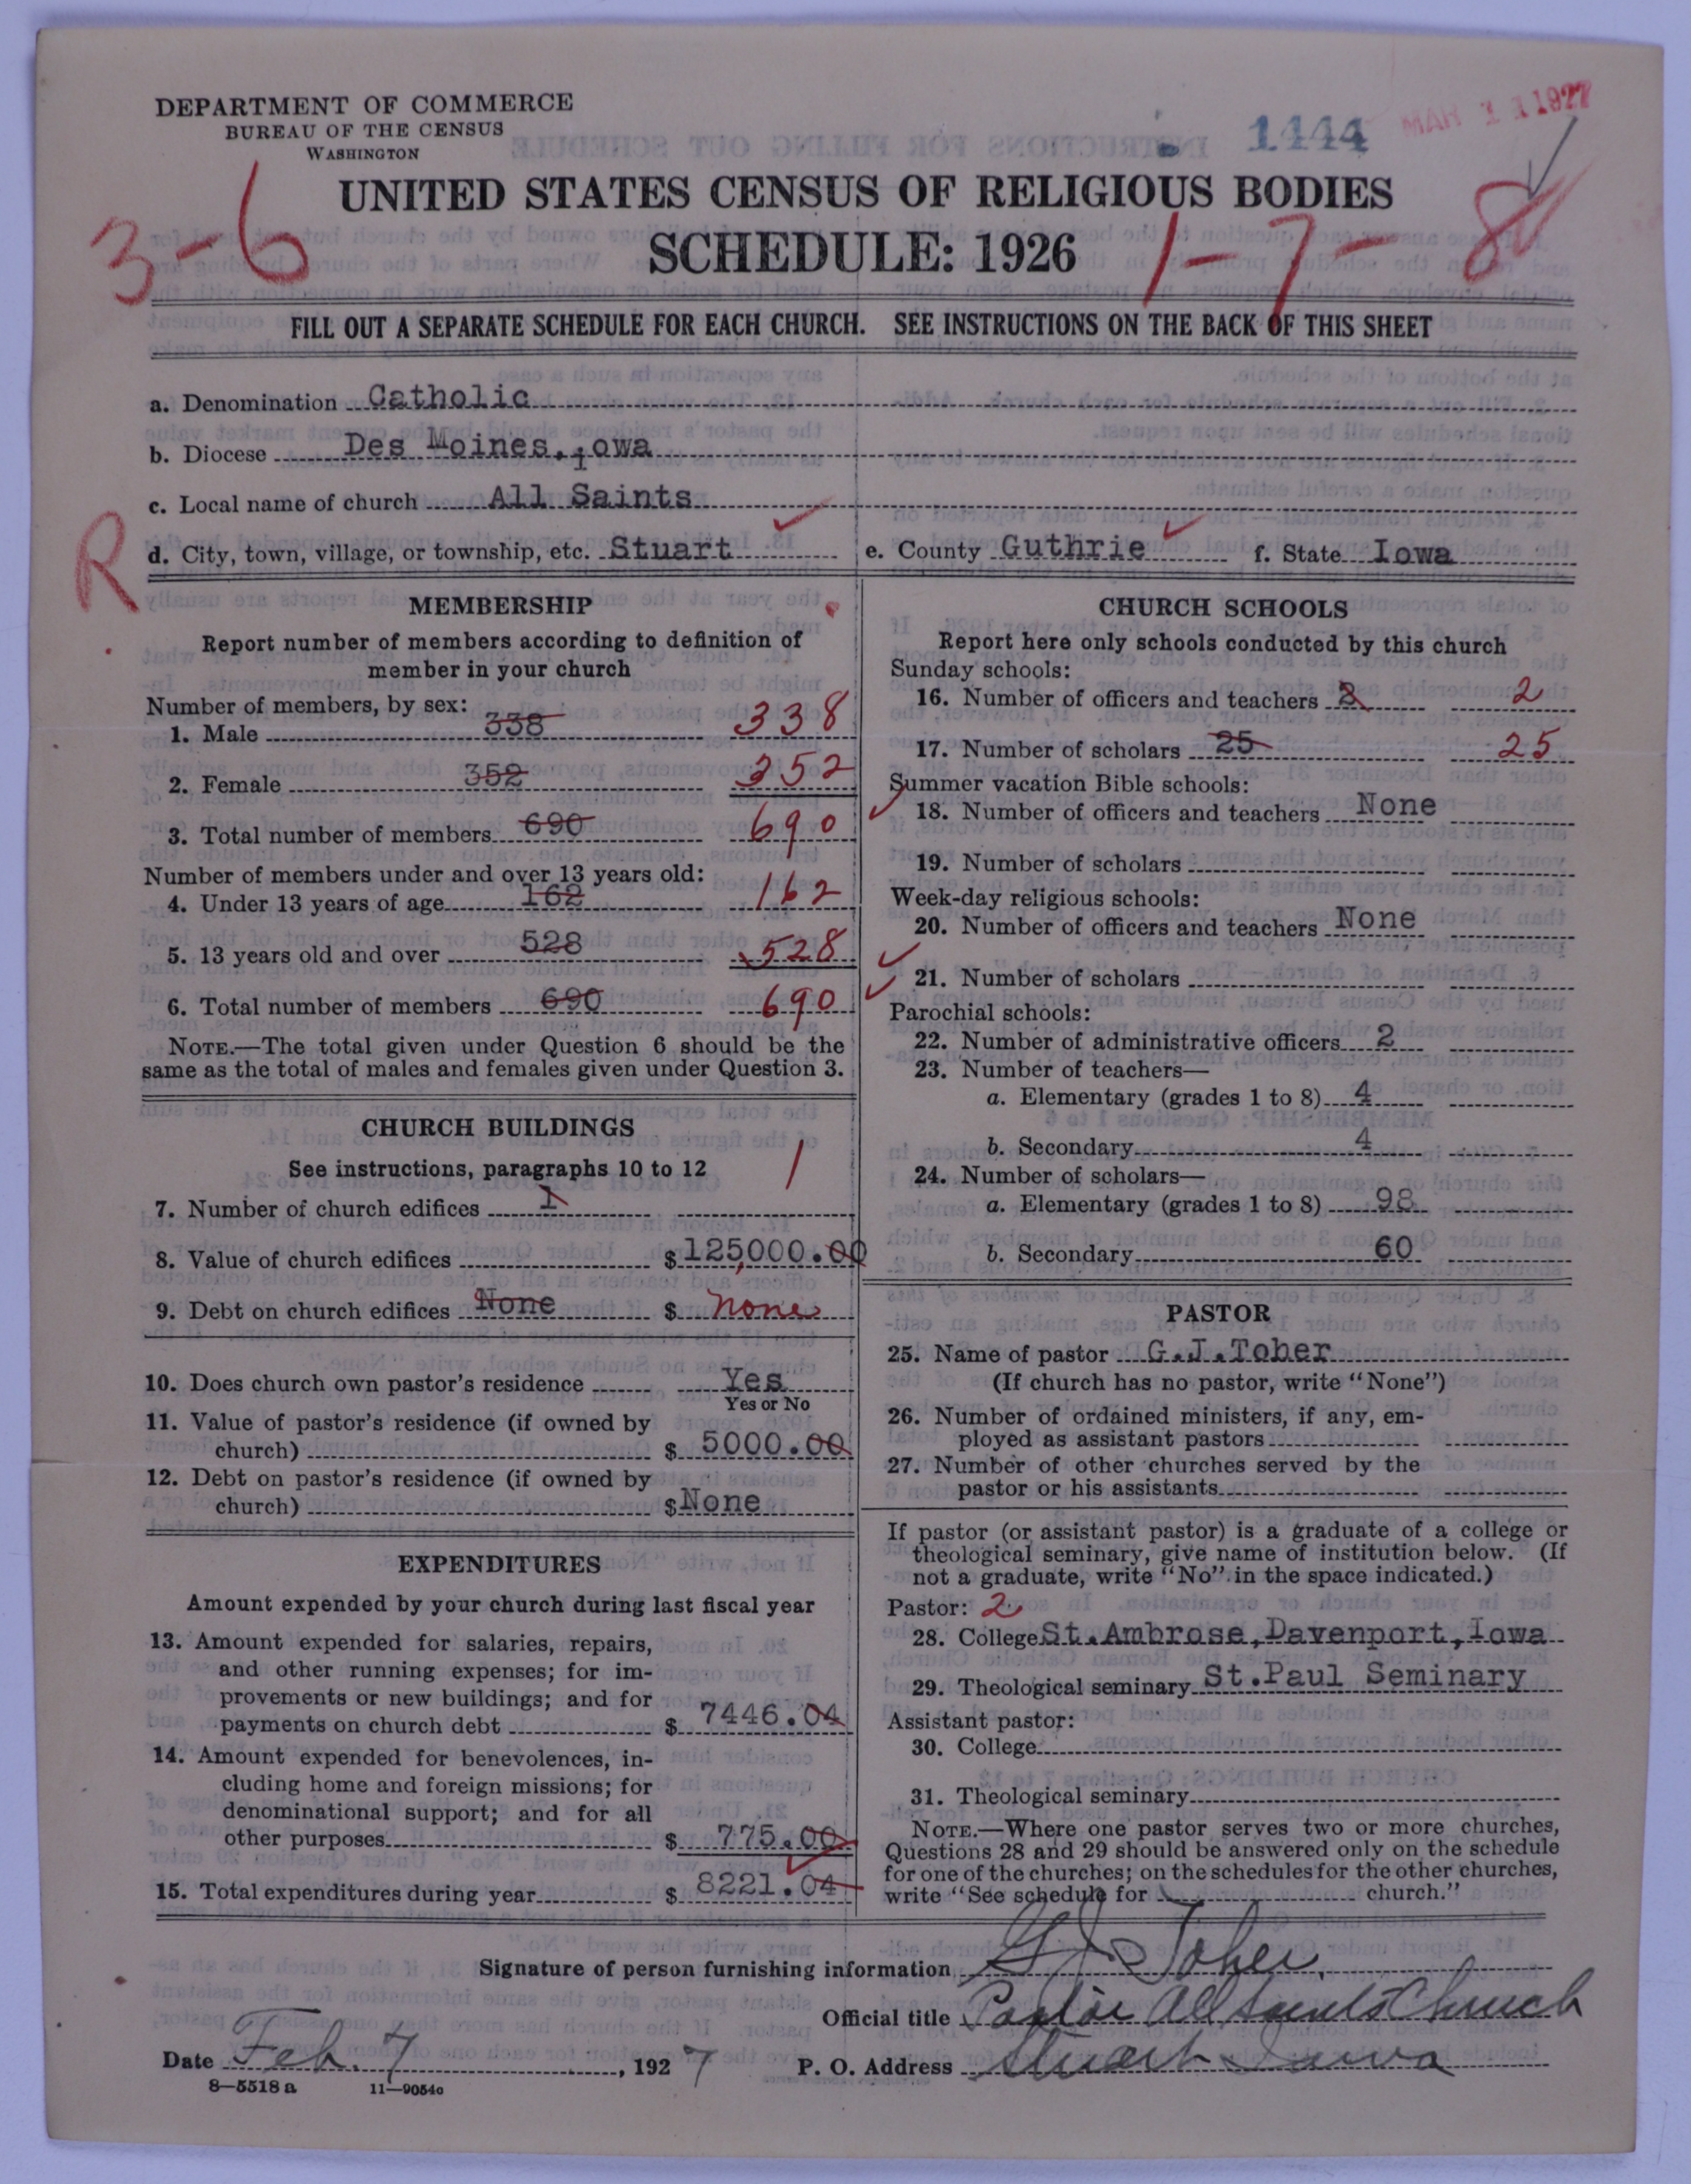 DEPARTMENT OF COMMERCE
BUREAU OF THE CENSUS
WASHINGTON
1444
MAR 11 1927
3-6
UNITED STATES CENSUS OF RELIGIOUS BODIES
SCHEDULE: 1926
1-7-8
FILL OUT A SEPARATE SCHEDULE FOR EACH CHURCH. SEE INSTRUCTIONS ON THE BACK OF THIS SHEET
a. Denomination Catholic
b. Diocese Des Moines, Iowa
c. Local name of church All Saints
R
d. City, town, village, or township, etc. Stuart e. County Guthrie f. State Iowa
MEMBERSHIP
Report number of members according to definition of
member in your church
Number of members, by sex:
1. Male 338 338
2. Female 352 352
3. Total number of members 690 690
Number of members under and over 13 years old:
4. Under 13 years of age 162 162
5. 13 years old and over 528 528
6. Total number of members 690 690
NOTE.—The total given under Question 6 should be the
same as the total of males and females given under Question 3.
CHURCH BUILDINGS
See instructions, paragraphs 10 to 12
7. Number of church edifices 1 1
8. Value of church edifices $125,000.00
9. Debt on church edifices None $ none
10. Does church own pastor's residence Yes
Yes or No
11. Value of pastor's residence (if owned by
church) $ 5000.00
12. Debt on pastor's residence (if owned by
church) $None
EXPENDITURES
Amount expended by your church during last fiscal year
13. Amount expended for salaries, repairs,
and other running expenses; for im-
provements or new buildings; and for
payments on church debt $ 7446.04
14. Amount expended for benevolences, in-
cluding home and foreign missions; for
denominational support; and for all
other purposes $ 775.00
15. Total expenditures during year $ 8221.04
CHURCH SCHOOLS
Report here only schools conducted by this church
Sunday schools:
16. Number of officers and teachers 2 2
17. Number of scholars 25 25
Summer vacation Bible schools:
18. Number of officers and teachers None
19. Number of scholars
Week-day religious schools:
20. Number of officers and teachers None
21. Number of scholars
Parochial schools:
22. Number of administrative officers 2
23. Number of teachers—
a. Elementary (grades 1 to 8) 4
b. Secondary 4
24. Number of scholars—
a. Elementary (grades 1 to 8) 98
b. Secondary 60
PASTOR
25. Name of pastor G.J.Toher
(If church has no pastor, write "None")
26. Number of ordained ministers, if any, em-
ployed as assistant pastors
27. Number of other churches served by the
pastor or his assistants
If pastor (or assistant pastor) is a graduate of a college or
theological seminary, give name of institution below. (If
not a graduate, write "No" in the space indicated.)
Pastor: 2
28. College St.Ambrose,Davenport,Iowa
29. Theological seminary St.Paul Seminary
Assistant pastor:
30. College
31. Theological seminary
NOTE.—Where one pastor serves two or more churches,
Questions 28 and 29 should be answered only on the schedule
for one of the churches; on the schedules for the other churches,
write "See schedule for church."
Signature of person furnishing information G J Toher,
Official title Pastor All Saints Church
Date Feb. 7, 1927 P. O. Address Stuart Iowa
8—5518 a 11—9054c